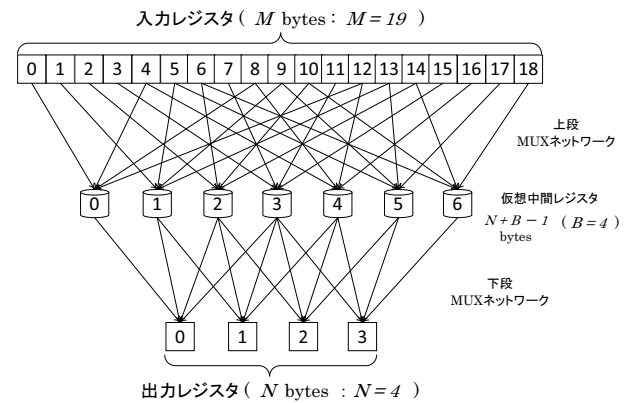 入力レジスタ ( M bytes : M = 19 )
0 1 2 3 4 5 6 7 8 9 10 11 12 13 14 15 16 17 18
上段
MUXネットワーク
0 1 2 3 4 5 6
仮想中間レジスタ
N + B − 1 ( B = 4 )
bytes
下段
MUXネットワーク
0 1 2 3
出力レジスタ ( N bytes : N = 4 )